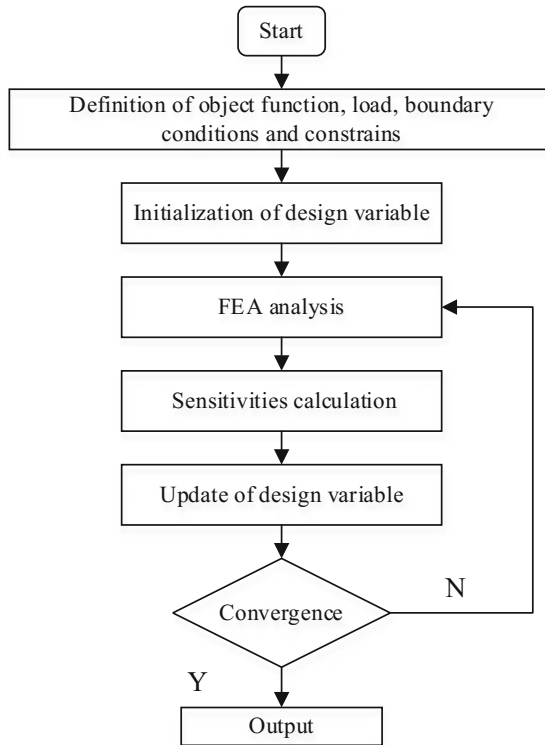 Start
Definition of object function, load, boundary
conditions and constrains
Initialization of design variable
FEA analysis
Sensitivities calculation
Update of design variable
Convergence
N
Y
Output